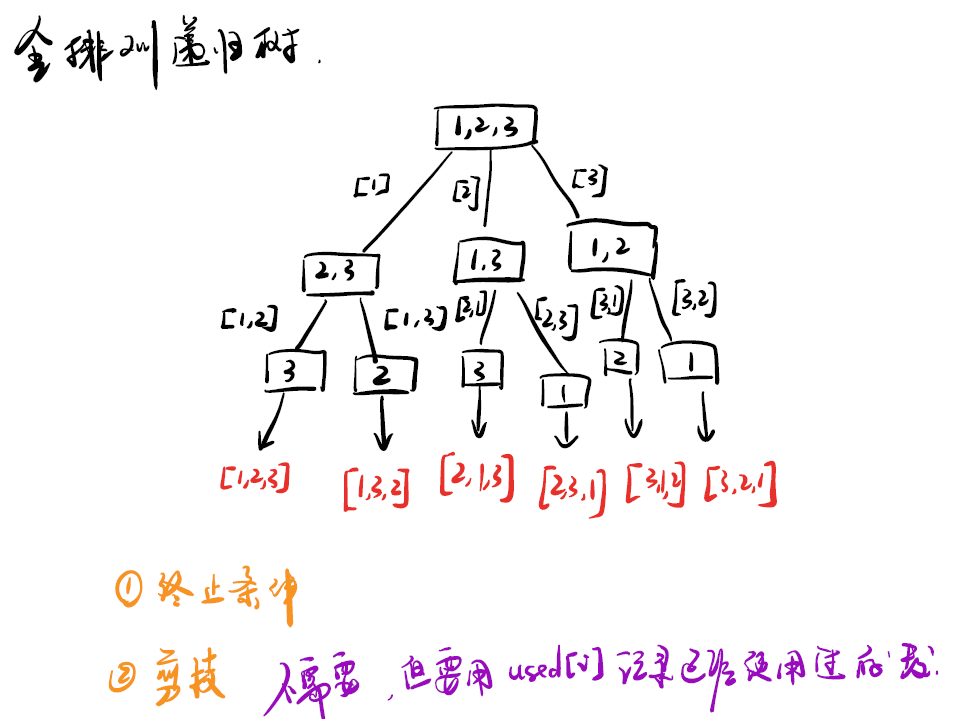 全排列递归树.
1,2,3
[1] [2] [3]
2,3 1,3 1,2
[1,2] [1,3] [2,1] [2,3] [3,1] [3,2]
3 2 3 1 2 1
[1,2,3] [1,3,2] [2,1,3] [2,3,1] [3,1,2] [3,2,1]
① 终止条件
② 剪枝 不需要,但要用 used[i] 记录已经使用过的数.